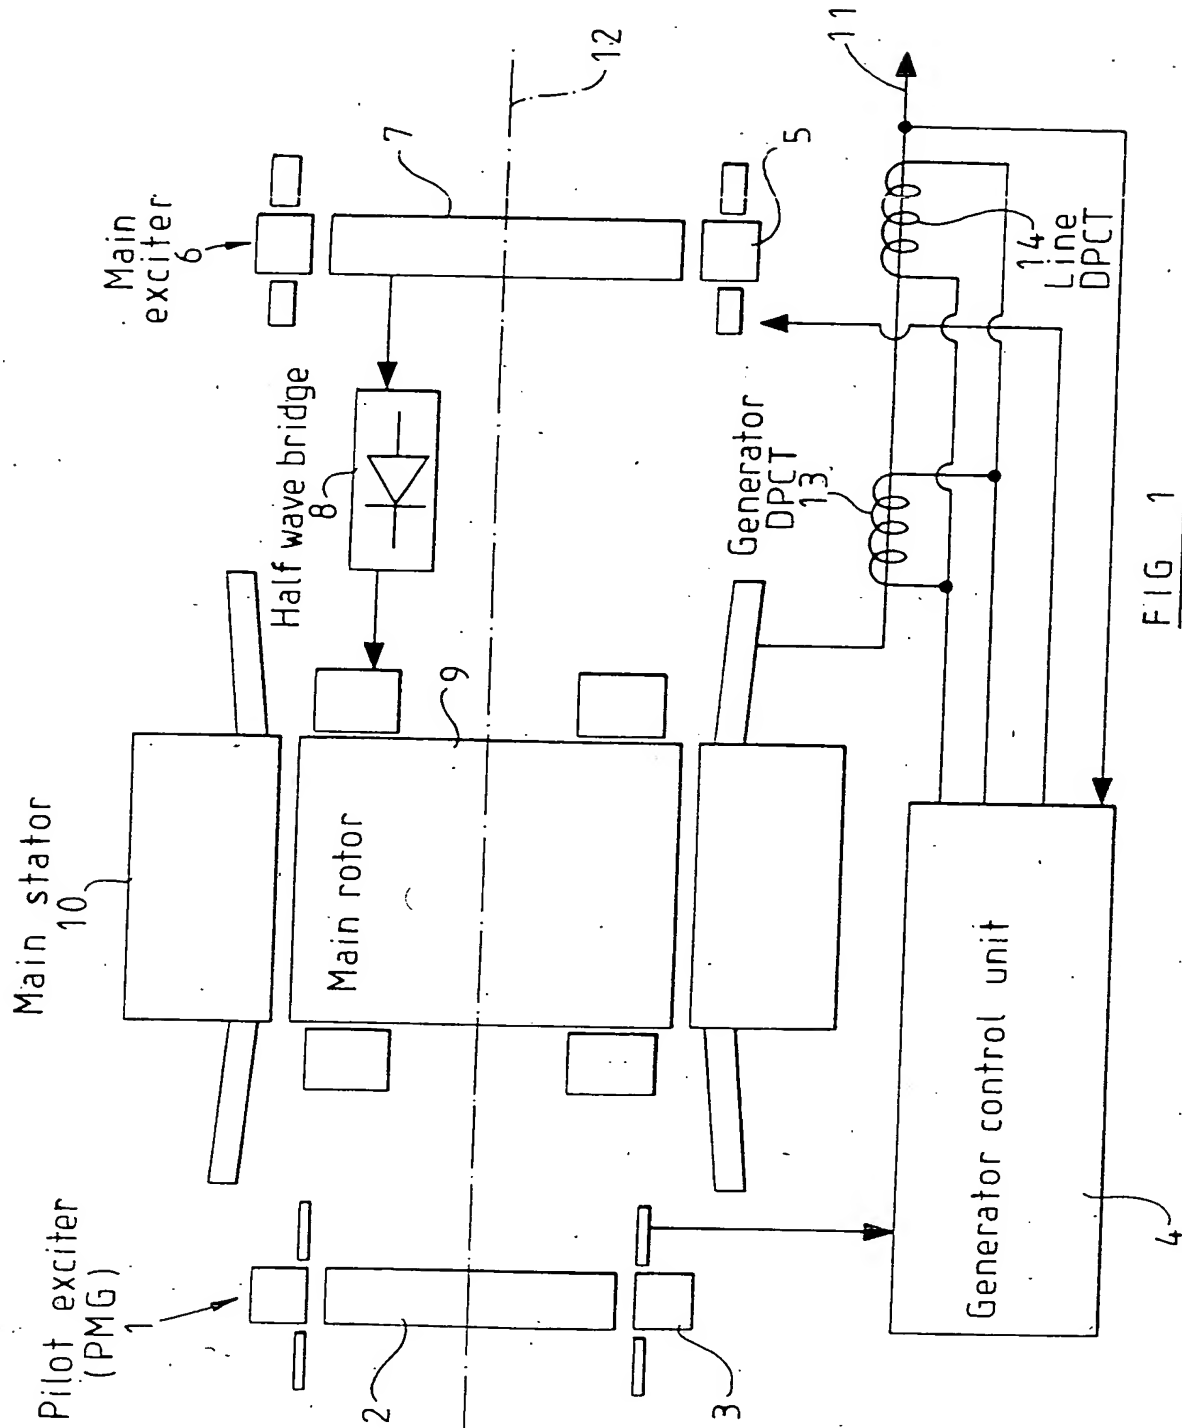 Pilot exciter
(PMG)
1
2
3
Main stator
10
Main rotor
9
Half wave bridge
8
Main
exciter
6
7
12
5
Generator
DPCT
13
14
Line
DPCT
11
Generator control unit
4
FIG 1